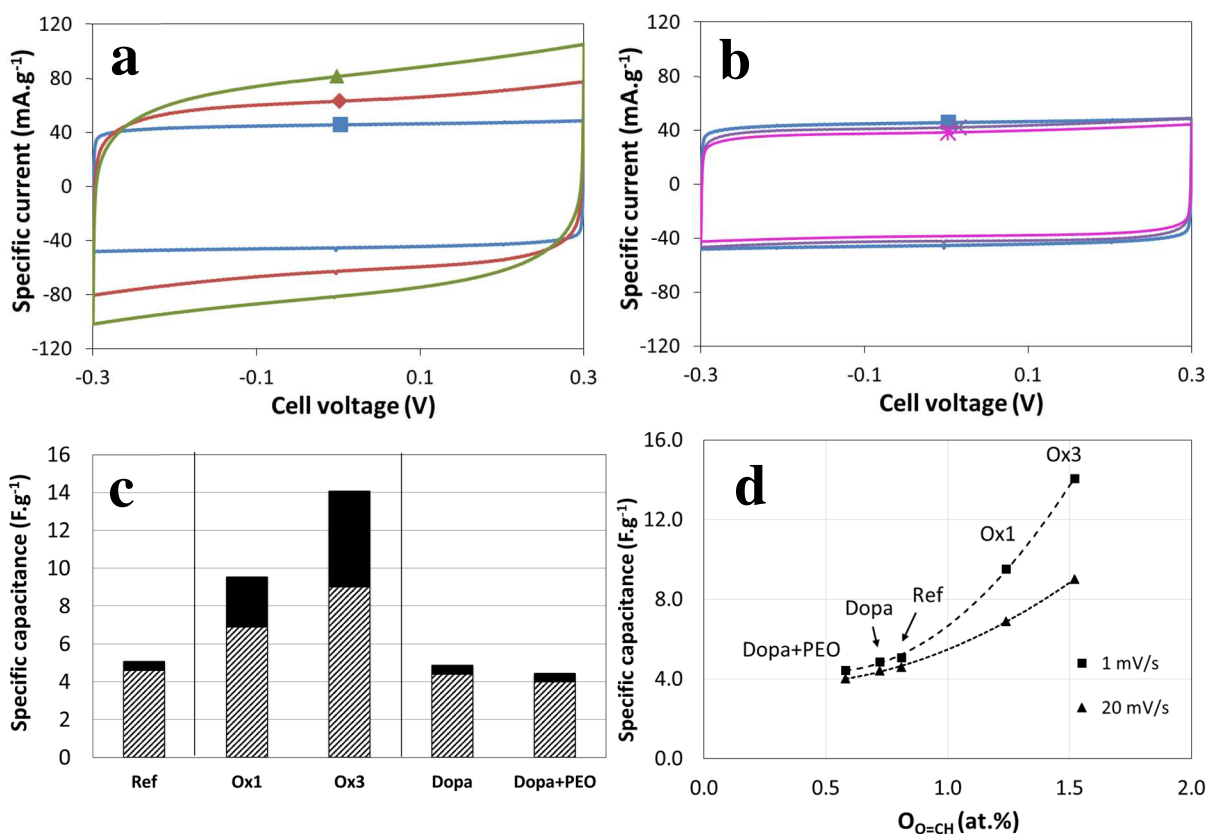 a
Specific current (mA.g-1)
120
80
40
0
-40
-80
-120
-0.3
-0.1
0.1
0.3
Cell voltage (V)
b
Specific current (mA.g-1)
120
80
40
0
-40
-80
-120
-0.3
-0.1
0.1
0.3
Cell voltage (V)
c
Specific capacitance (F.g-1)
16
14
12
10
8
6
4
2
0
Ref
Ox1
Ox3
Dopa
Dopa+PEO
d
Specific capacitance (F.g-1)
16.0
12.0
8.0
4.0
0.0
Ox3
Ox1
Ref
Dopa
Dopa+PEO
1 mV/s
20 mV/s
0.0
0.5
1.0
1.5
2.0
OO=CH (at.%)